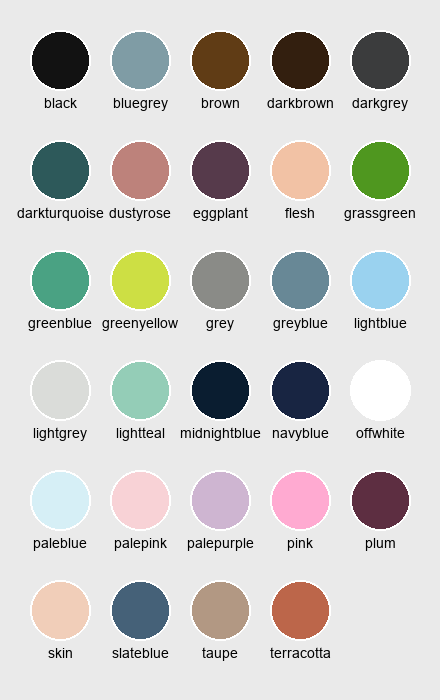 black bluegrey brown darkbrown darkgrey
darkturquoise dustyrose eggplant flesh grassgreen
greenblue greenyellow grey greyblue lightblue
lightgrey lightteal midnightblue navyblue offwhite
paleblue palepink palepurple pink plum
skin slateblue taupe terracotta